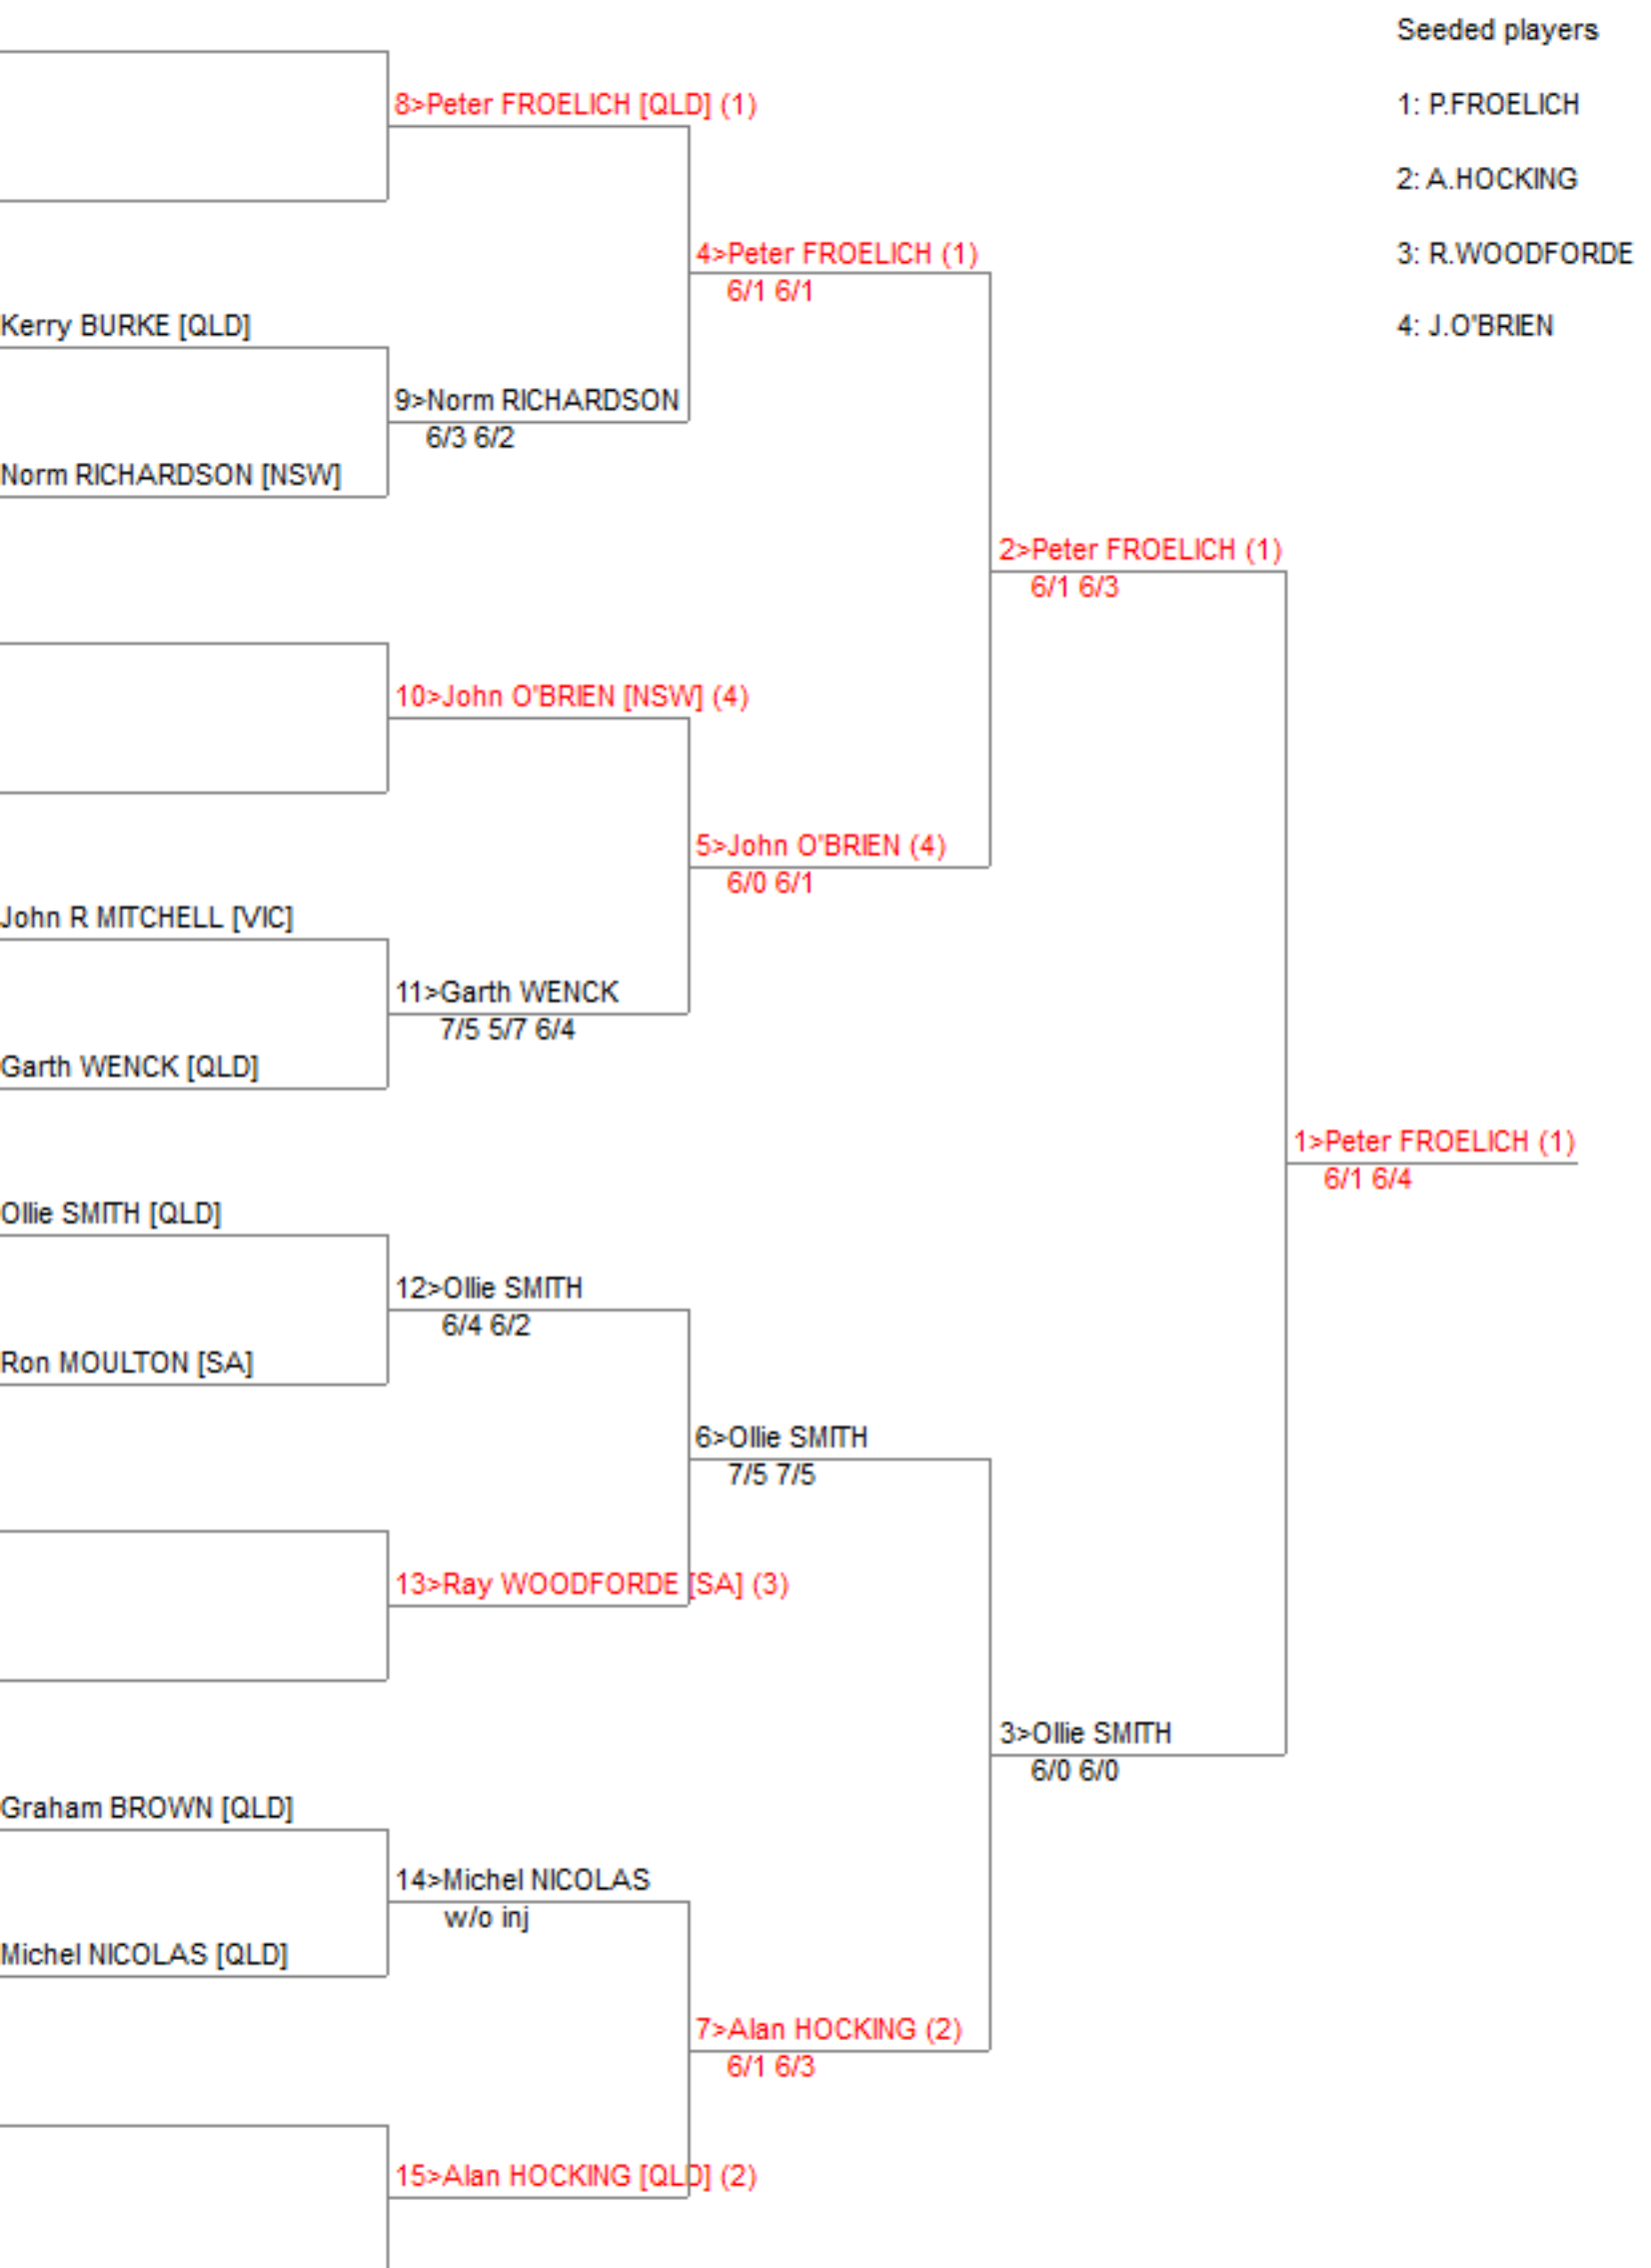 Seeded players
8>Peter FROELICH [QLD] (1)
1: P.FROELICH
2: A.HOCKING
4>Peter FROELICH (1)
3: R.WOODFORDE
6/1 6/1
Kerry BURKE [QLD]
4: J.O'BRIEN
9>Norm RICHARDSON
6/3 6/2
Norm RICHARDSON [NSW]
2>Peter FROELICH (1)
6/1 6/3
10>John O'BRIEN [NSW] (4)
5>John O'BRIEN (4)
6/0 6/1
John R MITCHELL [VIC]
11>Garth WENCK
7/5 5/7 6/4
Garth WENCK [QLD]
1>Peter FROELICH (1)
6/1 6/4
Ollie SMITH [QLD]
12>Ollie SMITH
6/4 6/2
Ron MOULTON [SA]
6>Ollie SMITH
7/5 7/5
13>Ray WOODFORDE [SA] (3)
3>Ollie SMITH
6/0 6/0
Graham BROWN [QLD]
14>Michel NICOLAS
w/o inj
Michel NICOLAS [QLD]
7>Alan HOCKING (2)
6/1 6/3
15>Alan HOCKING [QLD] (2)